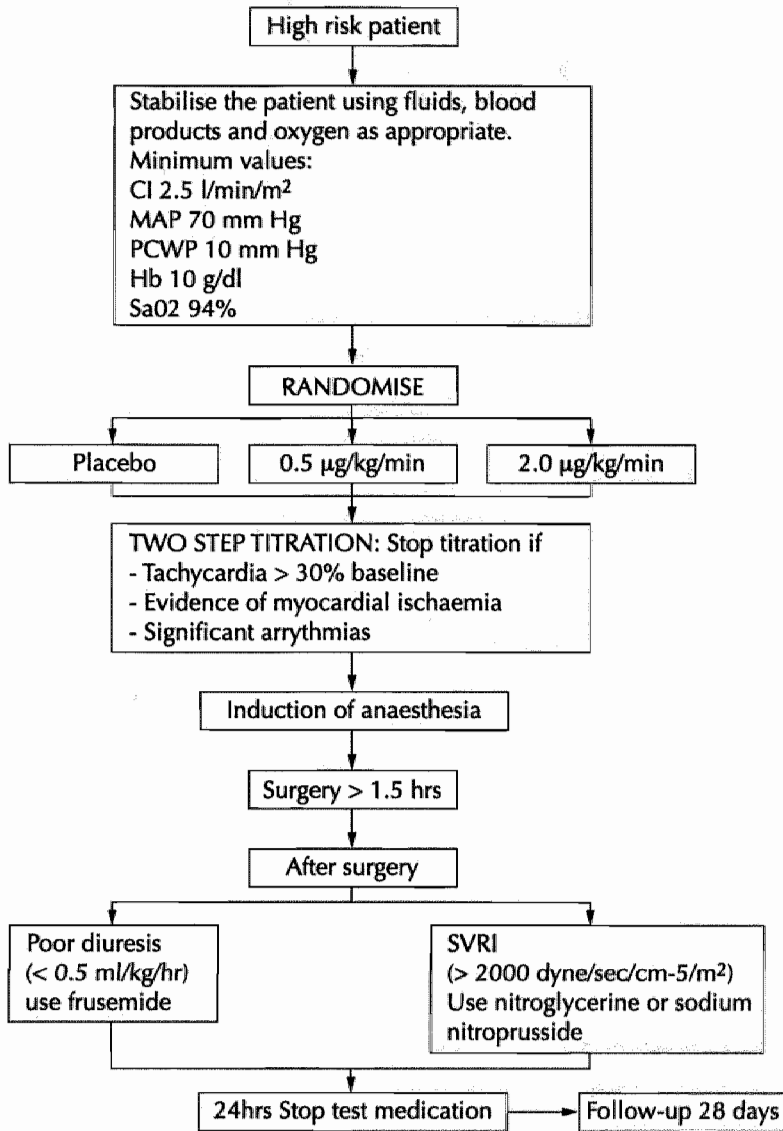 High risk patient
Stabilise the patient using fluids, blood
products and oxygen as appropriate.
Minimum values:
CI 2.5 l/min/m²
MAP 70 mm Hg
PCWP 10 mm Hg
Hb 10 g/dl
Sa02 94%
RANDOMISE
Placebo
0.5 µg/kg/min
2.0 µg/kg/min
TWO STEP TITRATION: Stop titration if
- Tachycardia > 30% baseline
- Evidence of myocardial ischaemia
- Significant arrythmias
Induction of anaesthesia
Surgery > 1.5 hrs
After surgery
Poor diuresis
(< 0.5 ml/kg/hr)
use frusemide
SVRI
(> 2000 dyne/sec/cm-5/m²)
Use nitroglycerine or sodium
nitroprusside
24hrs Stop test medication
Follow-up 28 days